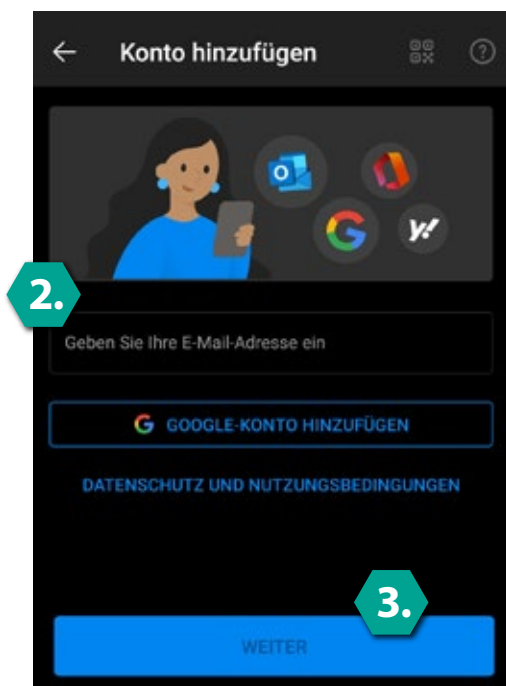 Konto hinzufügen
2.
Geben Sie Ihre E-Mail-Adresse ein
GOOGLE-KONTO HINZUFÜGEN
DATENSCHUTZ UND NUTZUNGSBEDINGUNGEN
3.
WEITER